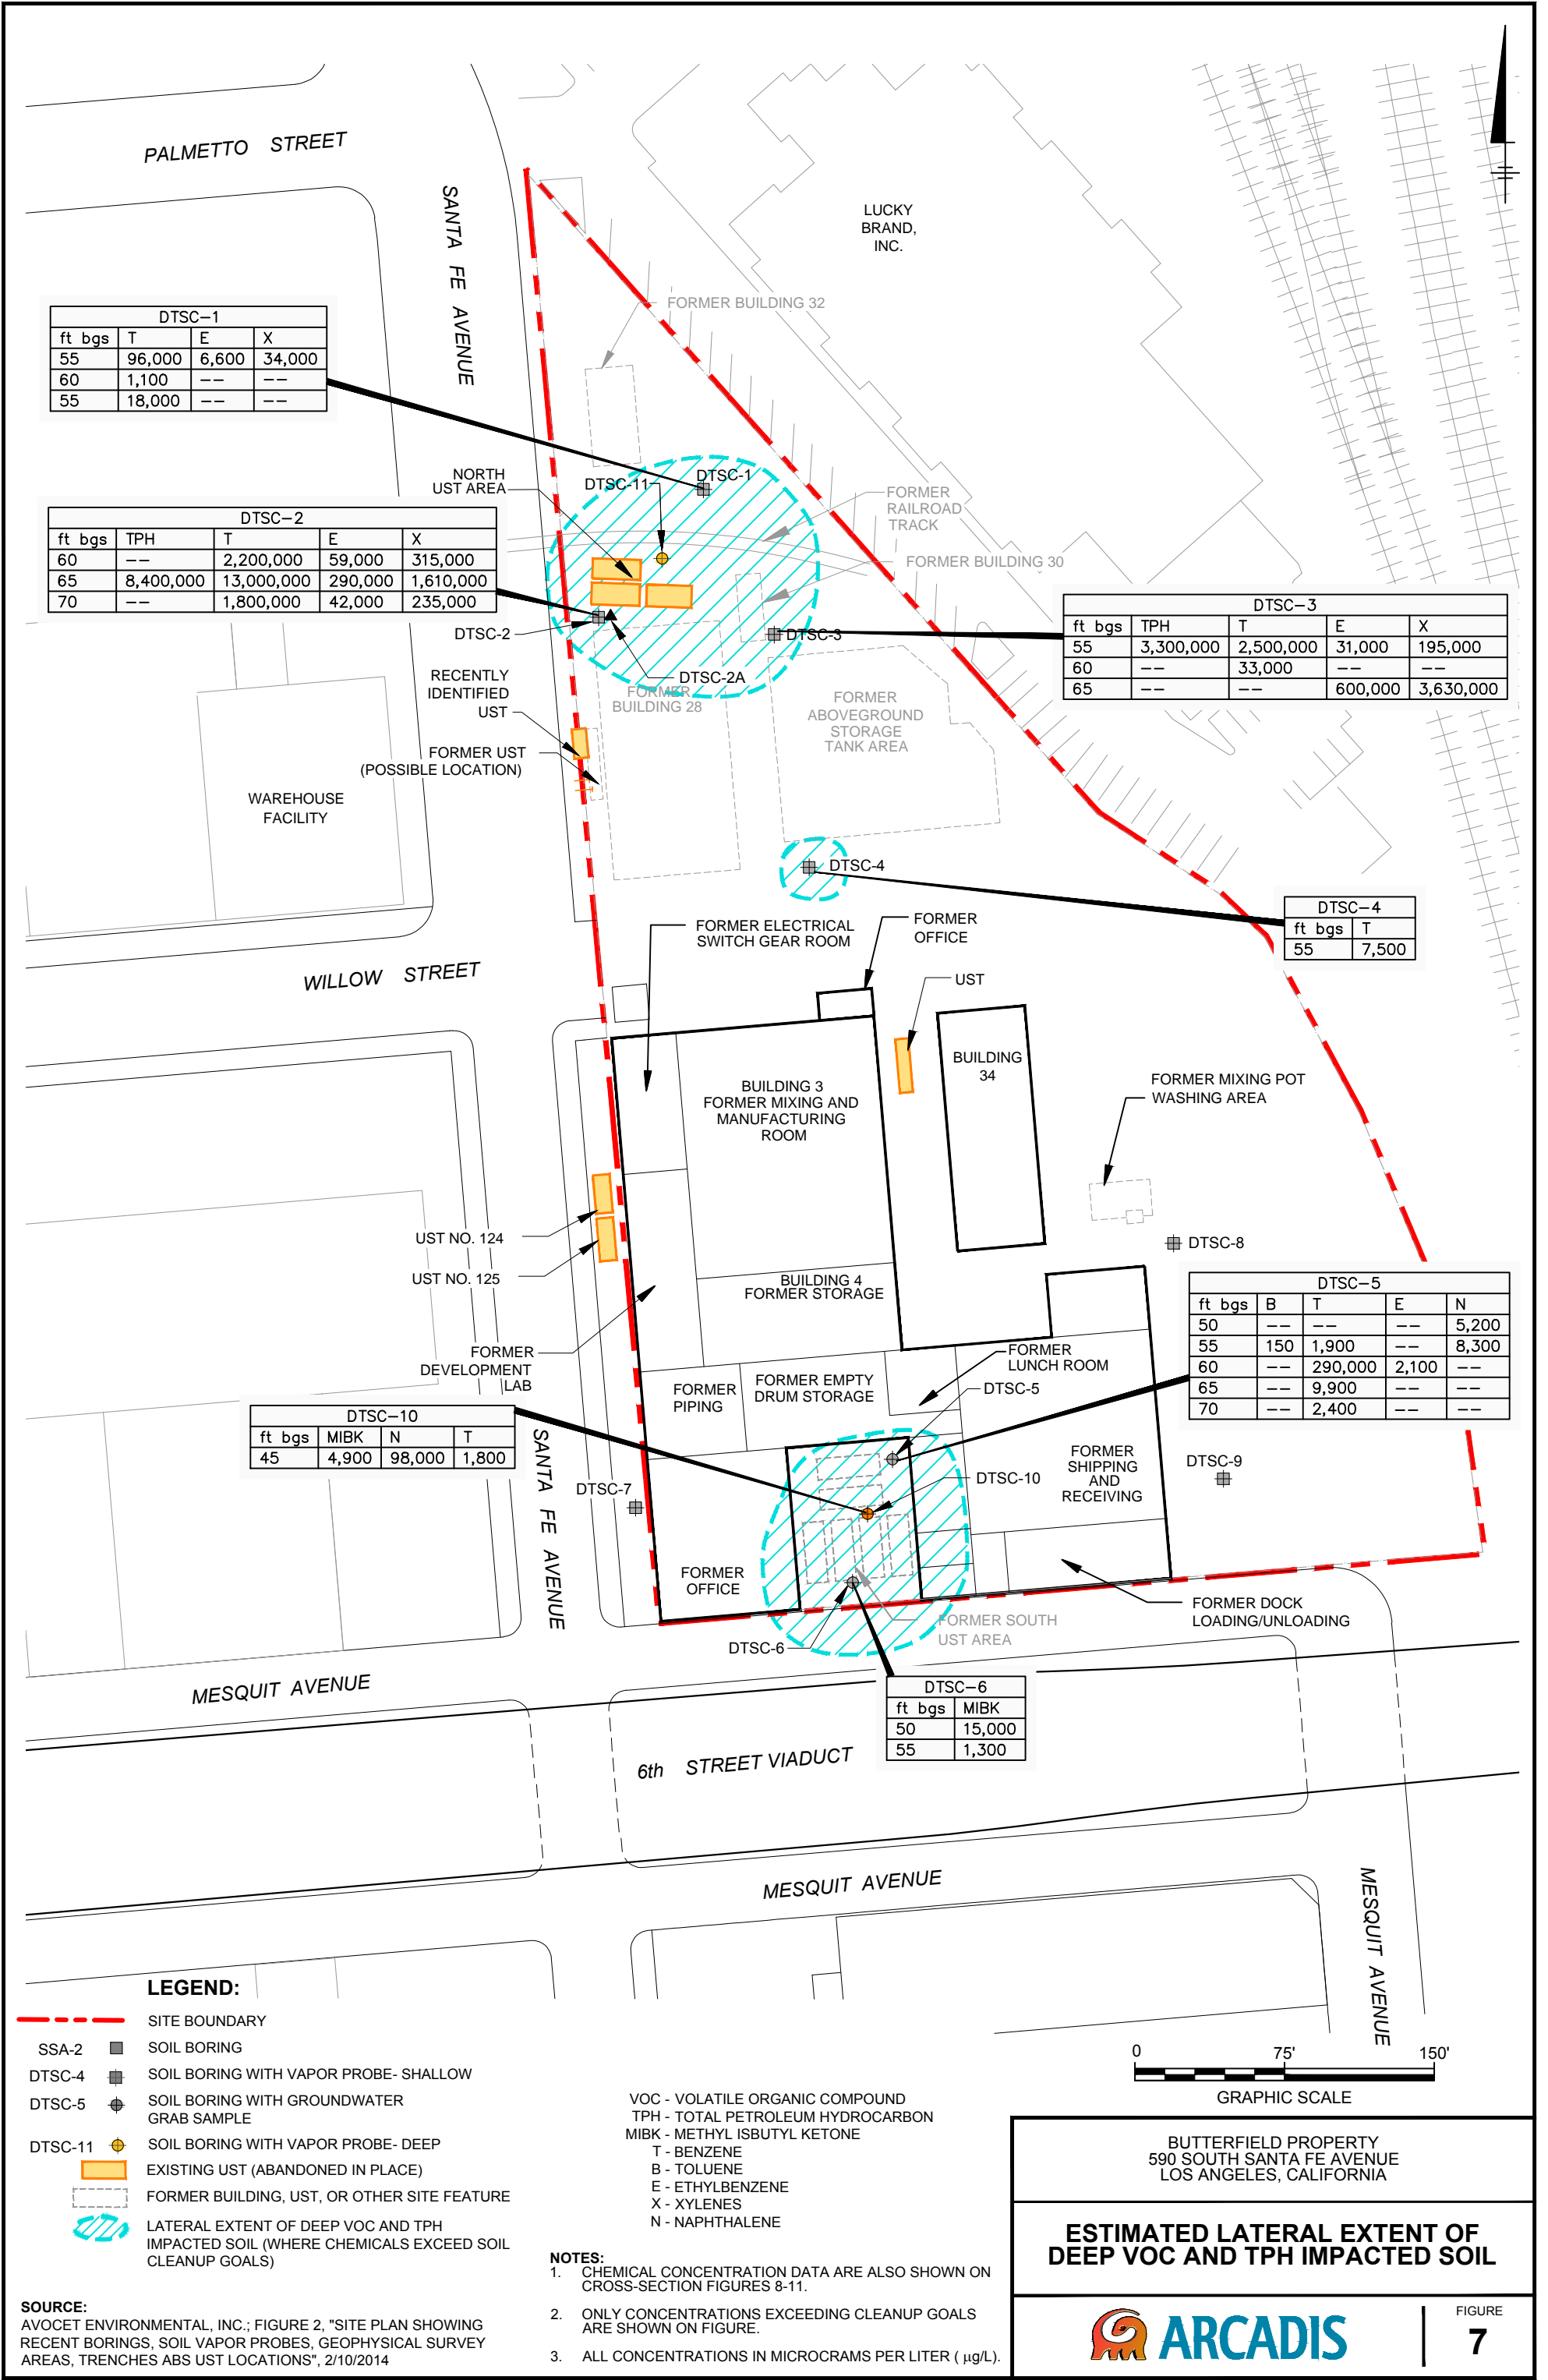 PALMETTO STREET
SANTA FE AVENUE
LUCKY
BRAND,
INC.
FORMER BUILDING 32
DTSC-1
ft bgs T E X
55 96,000 6,600 34,000
60 1,100 -- --
55 18,000 -- --
NORTH
UST AREA
DTSC-11
DTSC-1
FORMER
RAILROAD
TRACK
FORMER BUILDING 30
DTSC-2
ft bgs TPH T E X
60 -- 2,200,000 59,000 315,000
65 8,400,000 13,000,000 290,000 1,610,000
70 -- 1,800,000 42,000 235,000
DTSC-2
DTSC-3
DTSC-3
ft bgs TPH T E X
55 3,300,000 2,500,000 31,000 195,000
60 -- 33,000 -- --
65 -- -- 600,000 3,630,000
DTSC-2A
RECENTLY
IDENTIFIED
UST
FORMER
BUILDING 28
FORMER
ABOVEGROUND
STORAGE
TANK AREA
FORMER UST
(POSSIBLE LOCATION)
WAREHOUSE
FACILITY
DTSC-4
DTSC-4
ft bgs T
55 7,500
FORMER ELECTRICAL
SWITCH GEAR ROOM
FORMER
OFFICE
WILLOW STREET
UST
BUILDING
34
BUILDING 3
FORMER MIXING AND
MANUFACTURING
ROOM
FORMER MIXING POT
WASHING AREA
UST NO. 124
UST NO. 125
DTSC-8
BUILDING 4
FORMER STORAGE
DTSC-5
ft bgs B T E N
50 -- -- -- 5,200
55 150 1,900 -- 8,300
60 -- 290,000 2,100 --
65 -- 9,900 -- --
70 -- 2,400 -- --
FORMER
DEVELOPMENT
LAB
FORMER
LUNCH ROOM
FORMER
PIPING
FORMER EMPTY
DRUM STORAGE
DTSC-5
DTSC-10
ft bgs MIBK N T
45 4,900 98,000 1,800
SANTA FE AVENUE
DTSC-7
DTSC-10
FORMER
SHIPPING
AND
RECEIVING
DTSC-9
FORMER
OFFICE
FORMER DOCK
LOADING/UNLOADING
FORMER SOUTH
UST AREA
DTSC-6
DTSC-6
ft bgs MIBK
50 15,000
55 1,300
MESQUIT AVENUE
6th STREET VIADUCT
MESQUIT AVENUE
MESQUIT AVENUE
LEGEND:
SITE BOUNDARY
SSA-2 SOIL BORING
DTSC-4 SOIL BORING WITH VAPOR PROBE- SHALLOW
DTSC-5 SOIL BORING WITH GROUNDWATER
GRAB SAMPLE
DTSC-11 SOIL BORING WITH VAPOR PROBE- DEEP
EXISTING UST (ABANDONED IN PLACE)
FORMER BUILDING, UST, OR OTHER SITE FEATURE
LATERAL EXTENT OF DEEP VOC AND TPH
IMPACTED SOIL (WHERE CHEMICALS EXCEED SOIL
CLEANUP GOALS)
SOURCE:
AVOCET ENVIRONMENTAL, INC.; FIGURE 2, "SITE PLAN SHOWING
RECENT BORINGS, SOIL VAPOR PROBES, GEOPHYSICAL SURVEY
AREAS, TRENCHES ABS UST LOCATIONS", 2/10/2014
VOC - VOLATILE ORGANIC COMPOUND
TPH - TOTAL PETROLEUM HYDROCARBON
MIBK - METHYL ISBUTYL KETONE
T - BENZENE
B - TOLUENE
E - ETHYLBENZENE
X - XYLENES
N - NAPHTHALENE
NOTES:
1. CHEMICAL CONCENTRATION DATA ARE ALSO SHOWN ON
CROSS-SECTION FIGURES 8-11.
2. ONLY CONCENTRATIONS EXCEEDING CLEANUP GOALS
ARE SHOWN ON FIGURE.
3. ALL CONCENTRATIONS IN MICROGRAMS PER LITER ( µg/L).
0 75' 150'
GRAPHIC SCALE
BUTTERFIELD PROPERTY
590 SOUTH SANTA FE AVENUE
LOS ANGELES, CALIFORNIA
ESTIMATED LATERAL EXTENT OF
DEEP VOC AND TPH IMPACTED SOIL
ARCADIS
FIGURE
7